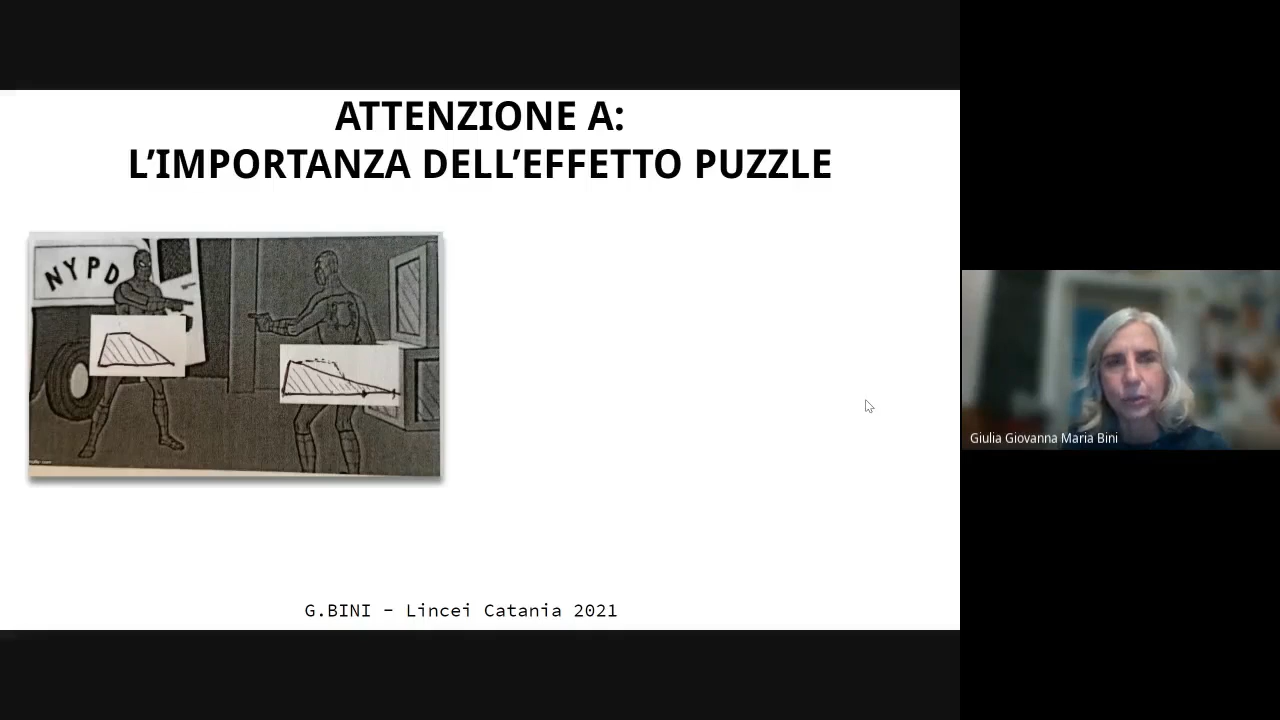 ATTENZIONE A:
L’IMPORTANZA DELL’EFFETTO PUZZLE
NYPD
G.BINI – Lincei Catania 2021
Giulia Giovanna Maria Bini